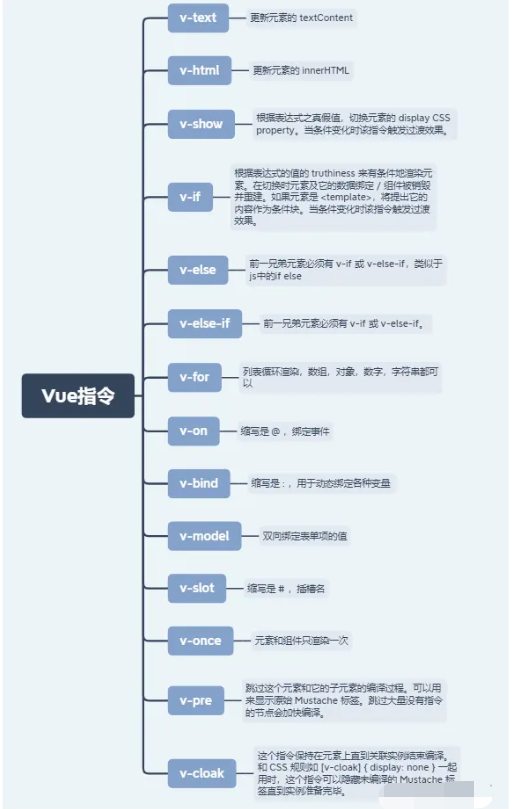 Vue指令
v-text
更新元素的 textContent
v-html
更新元素的 innerHTML
v-show
根据表达式之真假值，切换元素的 display CSS
property。当条件变化时该指令触发过渡效果。
v-if
根据表达式的值的 truthiness 来有条件地渲染元
素。在切换时元素及它的数据绑定 / 组件被销毁
并重建。如果元素是 <template>，将提出它的
内容作为条件块。当条件变化时该指令触发过渡
效果。
v-else
前一兄弟元素必须有 v-if 或 v-else-if，类似于
js中的if else
v-else-if
前一兄弟元素必须有 v-if 或 v-else-if。
v-for
列表循环渲染，数组，对象，数字，字符串都可
以
v-on
缩写是 @ ，绑定事件
v-bind
缩写是 : ，用于动态绑定各种变量
v-model
双向绑定表单项的值
v-slot
缩写是 # ，插槽名
v-once
元素和组件只渲染一次
v-pre
跳过这个元素和它的子元素的编译过程。可以用
来显示原始 Mustache 标签。跳过大量没有指令
的节点会加快编译。
v-cloak
这个指令保持在元素上直到关联实例结束编译。
和 CSS 规则如 [v-cloak] { display: none } 一起
用时，这个指令可以隐藏未编译的 Mustache 标
签直到实例准备完毕。